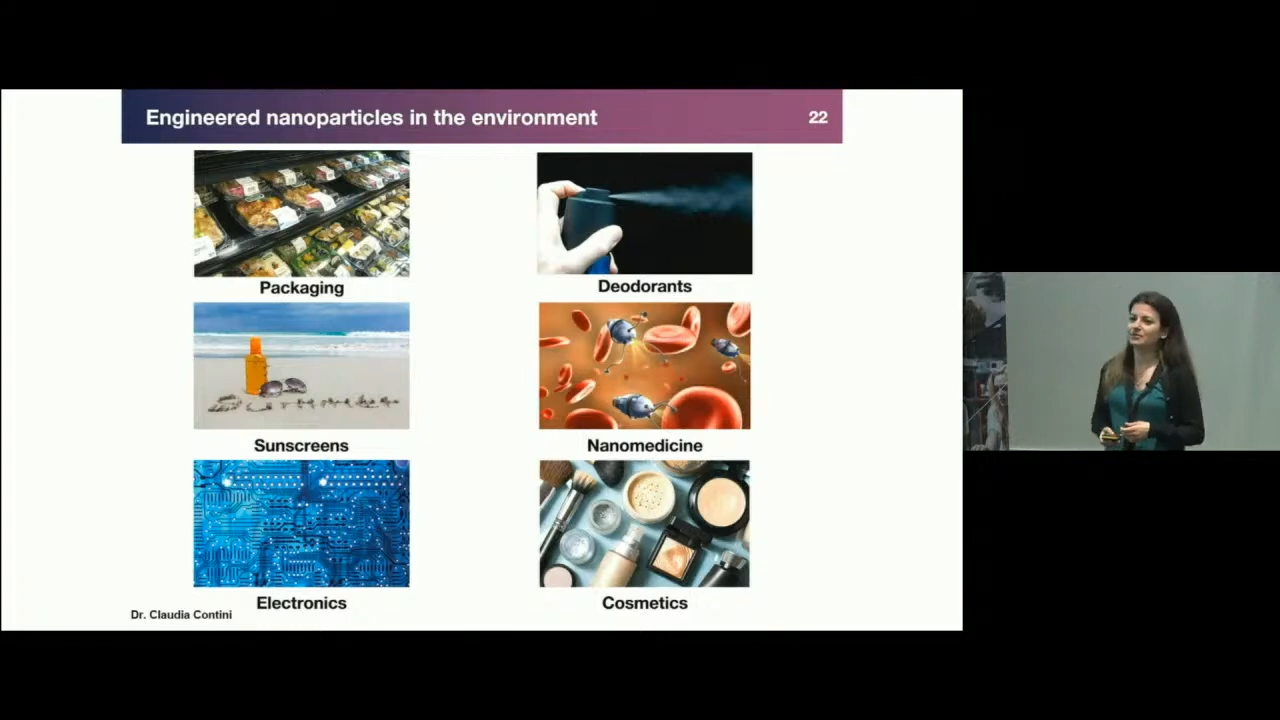 Engineered nanoparticles in the environment
22
Packaging
Deodorants
Sunscreens
Nanomedicine
Electronics
Cosmetics
Dr. Claudia Contini